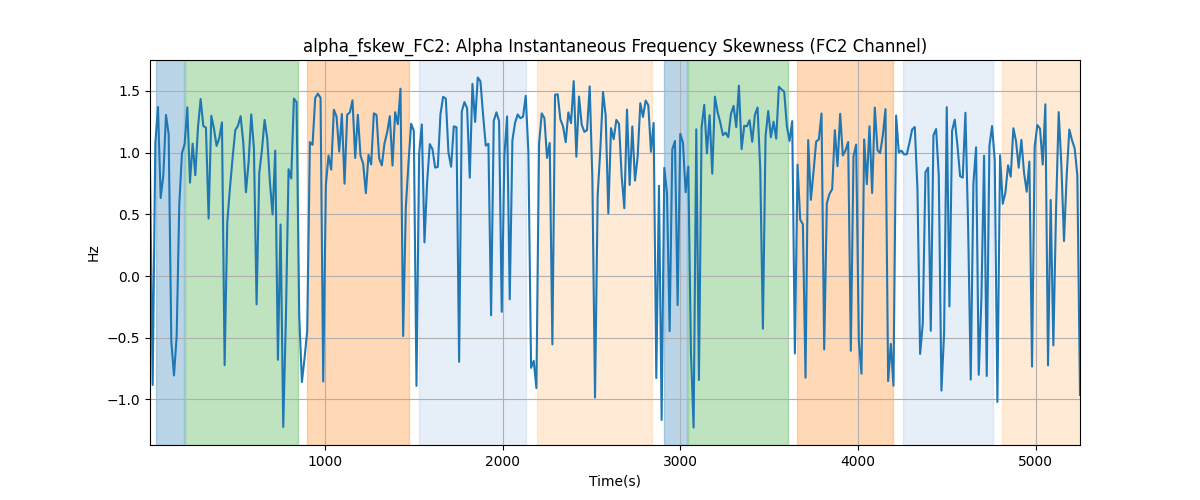 alpha_fskew_FC2: Alpha Instantaneous Frequency Skewness (FC2 Channel)
1.5
1.0
0.5
0.0
−0.5
−1.0
Hz
1000 2000 3000 4000 5000
Time(s)